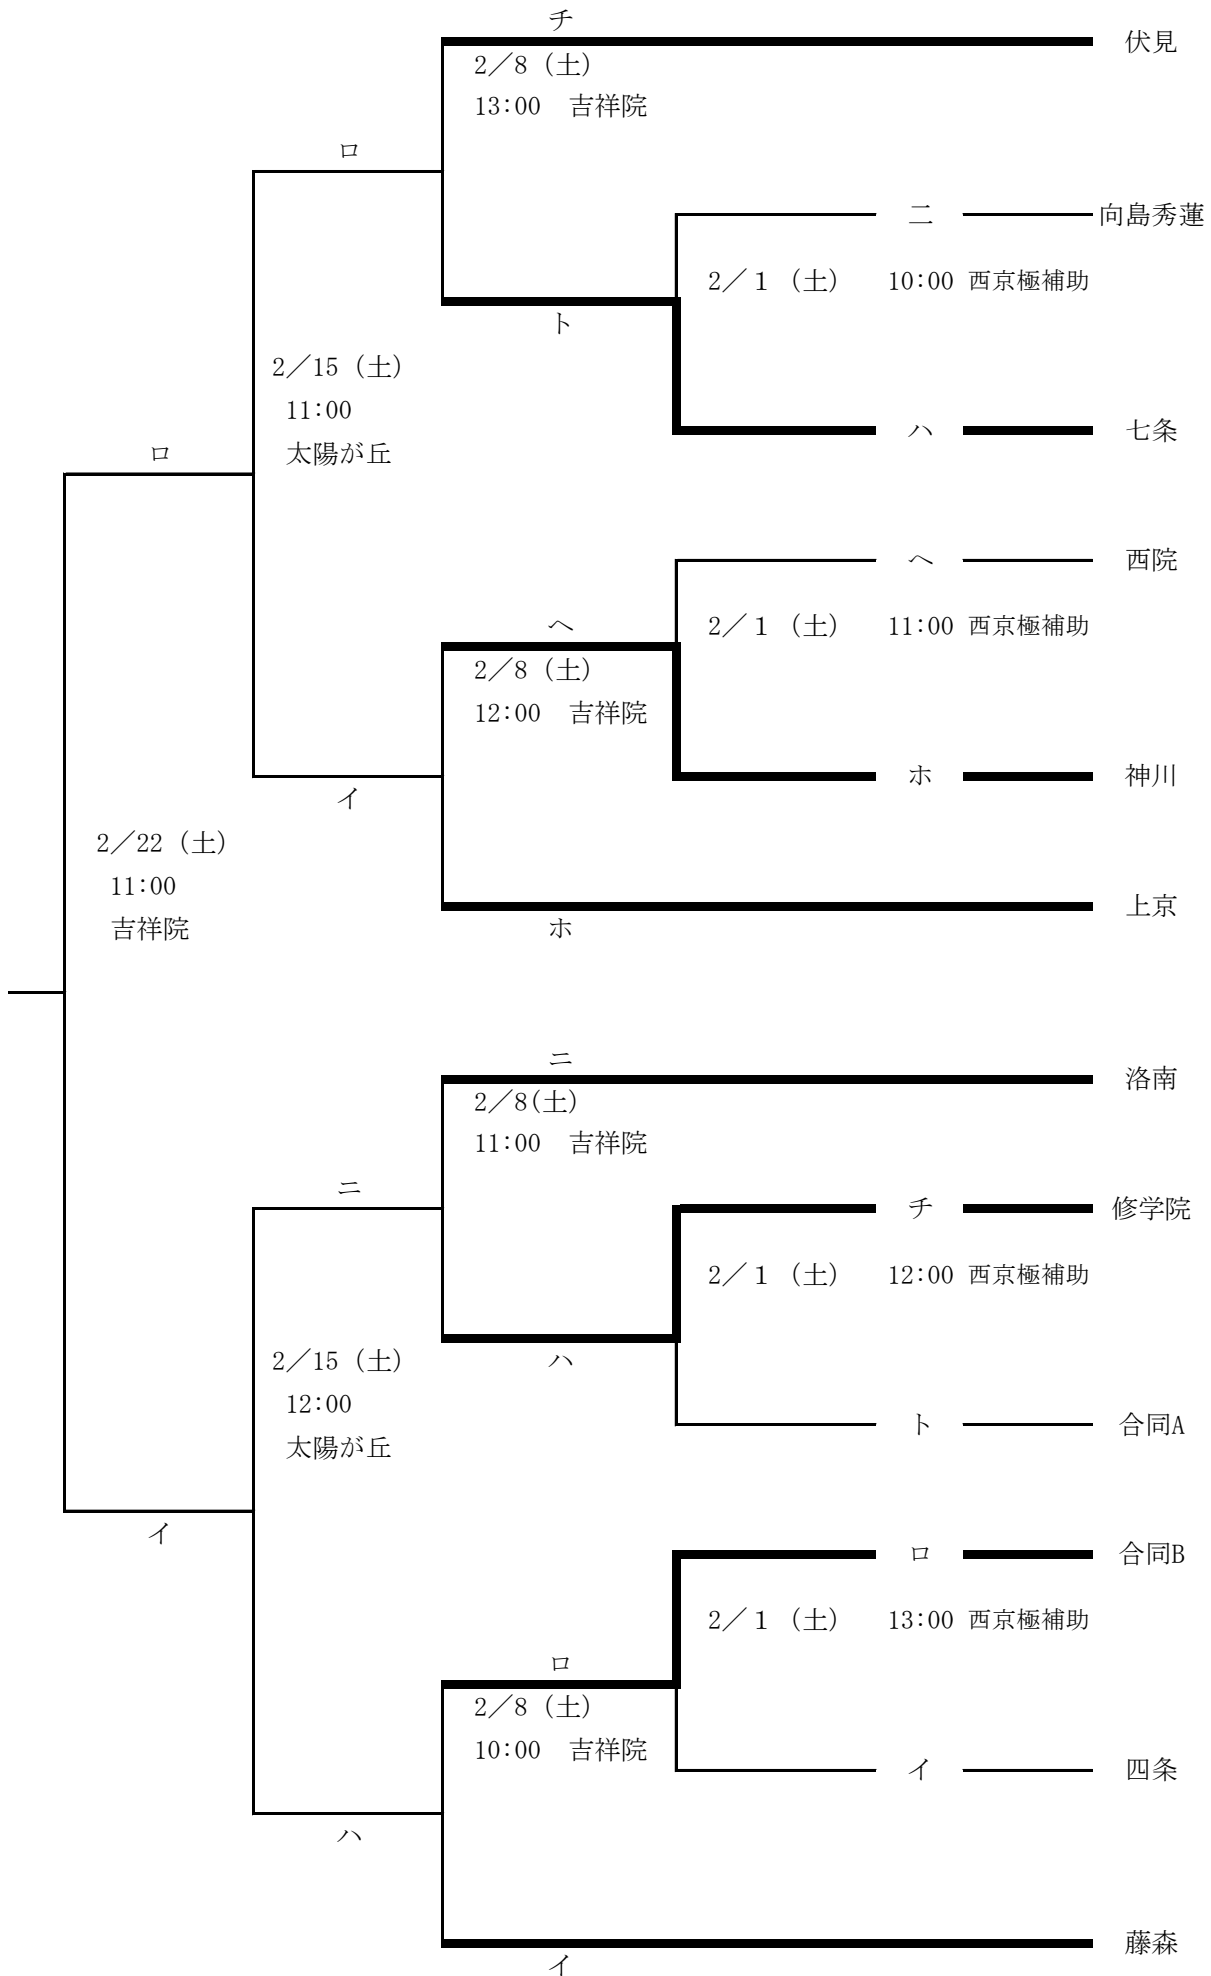 チ
伏見
2／8（土）
13:00　吉祥院
ロ
ニ
向島秀蓮
2／１（土）　10:00 西京極補助
ト
2／15（土）
11:00
太陽が丘
ハ
七条
ロ
ヘ
西院
ヘ
2／１（土）　11:00 西京極補助
2／8（土）
12:00　吉祥院
ホ
神川
イ
2／22（土）
11:00
吉祥院
上京
ホ
ニ
洛南
2／8(土）
11:00　吉祥院
ニ
チ
修学院
2／１（土）　12:00 西京極補助
ハ
2／15（土）
12:00
太陽が丘
ト
合同A
イ
ロ
合同B
2／１（土）　13:00 西京極補助
ロ
2／8（土）
10:00　吉祥院
イ
四条
ハ
藤森
イ